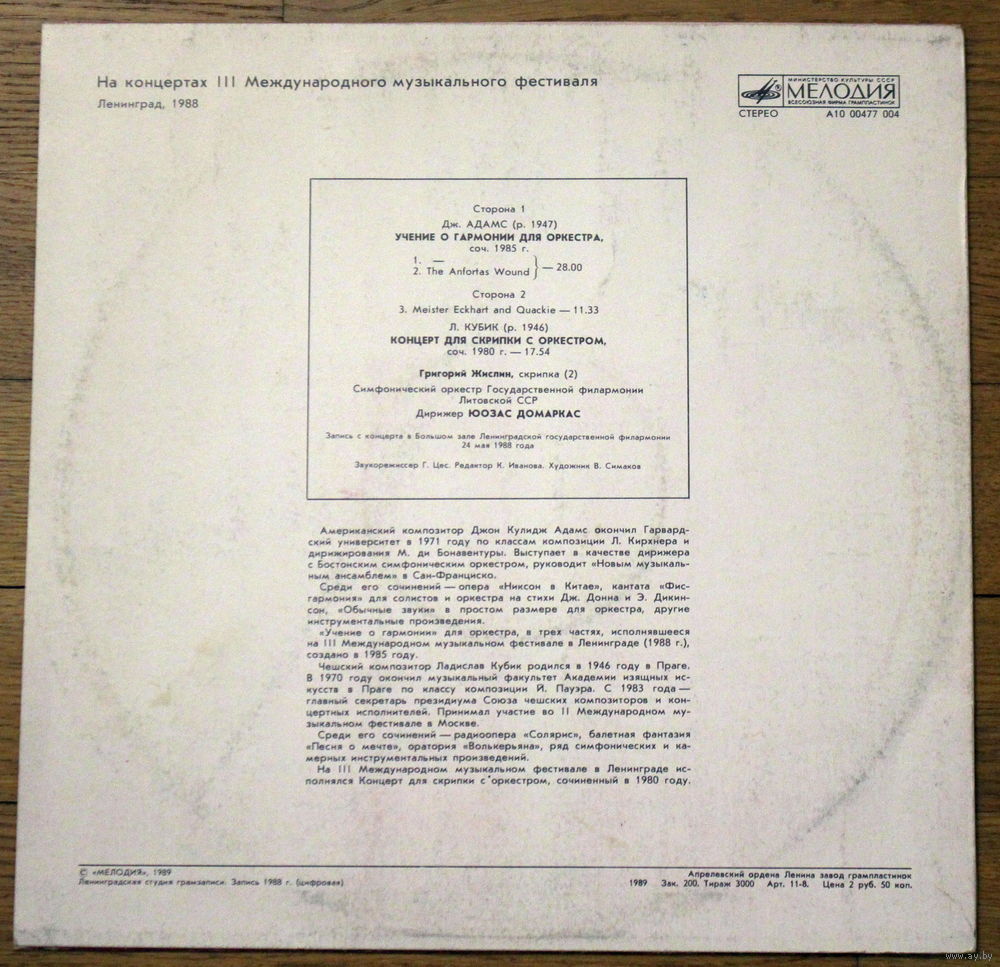 На концертах III Международного музыкального фестиваля
Ленинград, 1988
МИНИСТЕРСТВО КУЛЬТУРЫ СССР
МЕЛОДИЯ
ВСЕСОЮЗНАЯ ФИРМА ГРАМПЛАСТИНОК
СТЕРЕО А10 00477 004
Сторона 1
Дж. АДАМС (р. 1947)
УЧЕНИЕ О ГАРМОНИИ ДЛЯ ОРКЕСТРА,
соч. 1985 г.
1. —
2. The Anfortas Wound } — 28.00
Сторона 2
3. Meister Eckhart and Quackie — 11.33
Л. КУБИК (р. 1946)
КОНЦЕРТ ДЛЯ СКРИПКИ С ОРКЕСТРОМ,
соч. 1980 г. — 17.54
Григорий Жислин, скрипка (2)
Симфонический оркестр Государственной филармонии
Литовской ССР
Дирижер ЮОЗАС ДОМАРКАС
Запись с концерта в Большом зале Ленинградской государственной филармонии
24 мая 1988 года
Звукорежиссер Г. Цес. Редактор К. Иванова. Художник В. Симаков
Американский композитор Джон Кулидж Адамс окончил Гарвард-
ский университет в 1971 году по классам композиции Л. Кирхнера и
дирижирования М. ди Бонавентуры. Выступает в качестве дирижера
с Бостонским симфоническим оркестром, руководит «Новым музыкаль-
ным ансамблем» в Сан-Франциско.
Среди его сочинений — опера «Никсон в Китае», кантата «Фис-
гармония» для солистов и оркестра на стихи Дж. Донна и Э. Дикин-
сон, «Обычные звуки» в простом размере для оркестра, другие
инструментальные произведения.
«Учение о гармонии» для оркестра, в трех частях, исполнявшееся
на III Международном музыкальном фестивале в Ленинграде (1988 г.),
создано в 1985 году.
Чешский композитор Ладислав Кубик родился в 1946 году в Праге.
В 1970 году окончил музыкальный факультет Академии изящных ис-
кусств в Праге по классу композиции Й. Пауэра. С 1983 года —
главный секретарь президиума Союза чешских композиторов и кон-
цертных исполнителей. Принимал участие во II Международном му-
зыкальном фестивале в Москве.
Среди его сочинений — радиоопера «Солярис», балетная фантазия
«Песня о мечте», оратория «Волькерьяна», ряд симфонических и ка-
мерных инструментальных произведений.
На III Международном музыкальном фестивале в Ленинграде ис-
полнялся Концерт для скрипки с оркестром, сочиненный в 1980 году.
© «МЕЛОДИЯ», 1989
Ленинградская студия грамзаписи. Запись 1988 г. (цифровая)
Апрелевский ордена Ленина завод грампластинок
1989 Зак. 200. Тираж 3000 Арт. 11-8. Цена 2 руб. 50 коп.
www.ay.by